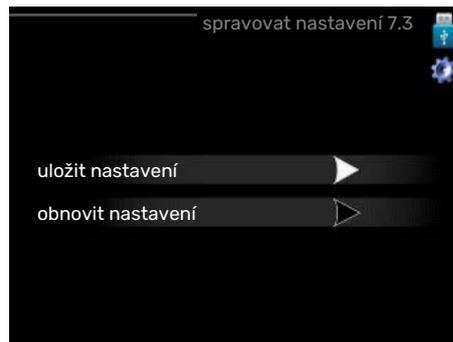 spravovat nastavení 7.3
uložit nastavení
obnovit nastavení